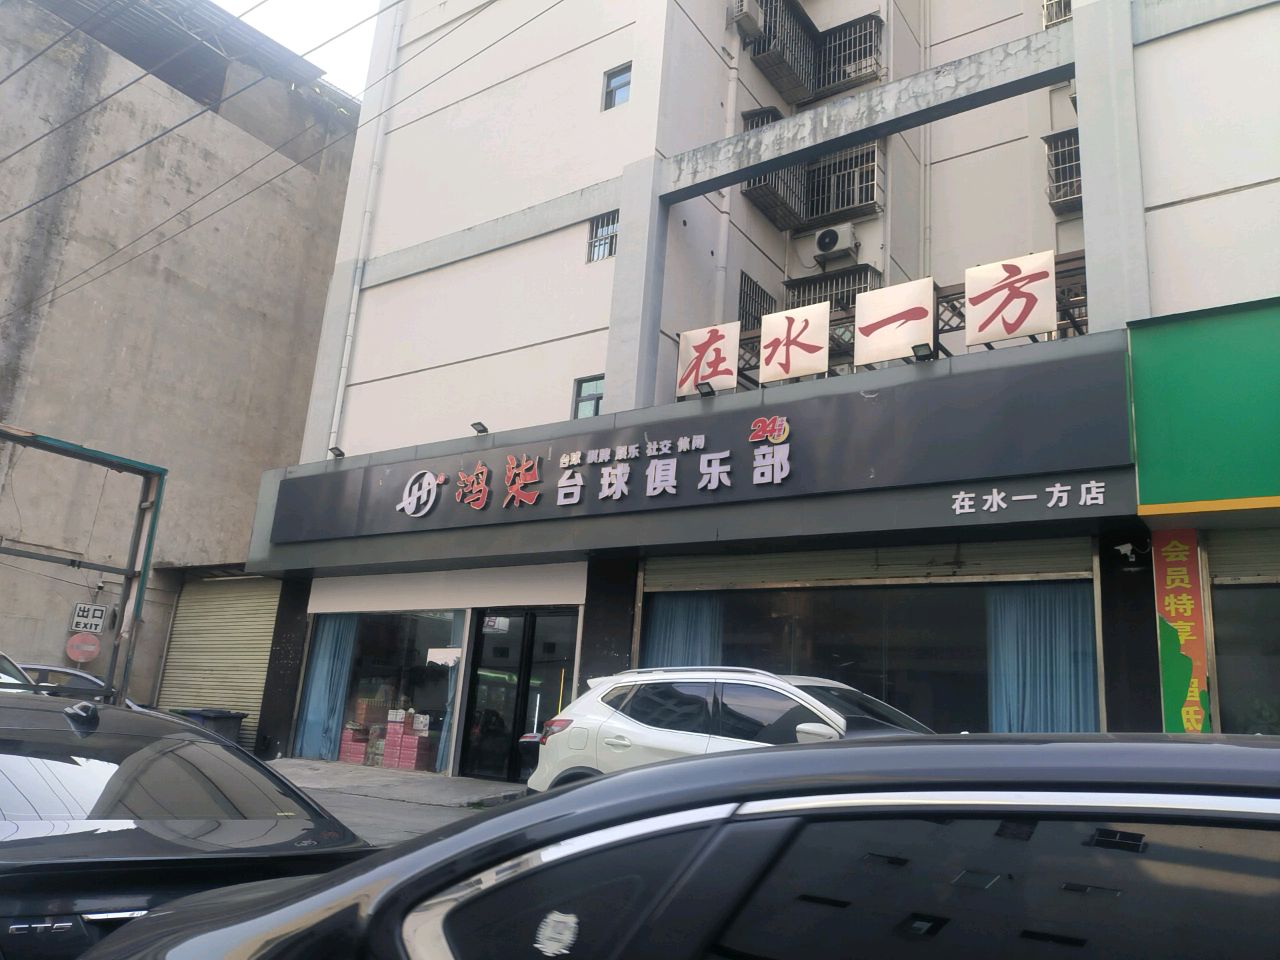 在水一方
鸿柒
台球 棋牌 娱乐 社交 休闲
24
台球俱乐部
在水一方店
会员特享
出口
EXIT
CT5